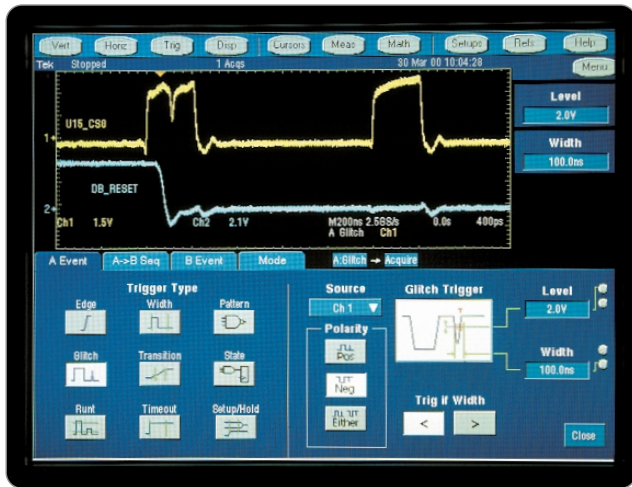 Vert Horiz Trig Disp Cursors Meas Math Setups Refs Help
Tek Stopped 1 Acqs 30 Mar 00 10:04:28 Menu
Level
2.0V
Width
100.0ns
U15_CS0
1+
DB_RESET
2+
Ch1 1.5V Ch2 2.1V M200ns 2.5GS/s 0.0s 400ps
A Glitch Ch1
A Event A->B Seq B Event Mode A:Glitch → Acquire
Trigger Type
Edge Width Pattern
Glitch Transition State
Runt Timeout Setup/Hold
Source
Ch 1
Polarity
Pos
Neg
Either
Glitch Trigger
Trig if Width
< >
Level
2.0V
Width
100.0ns
Close